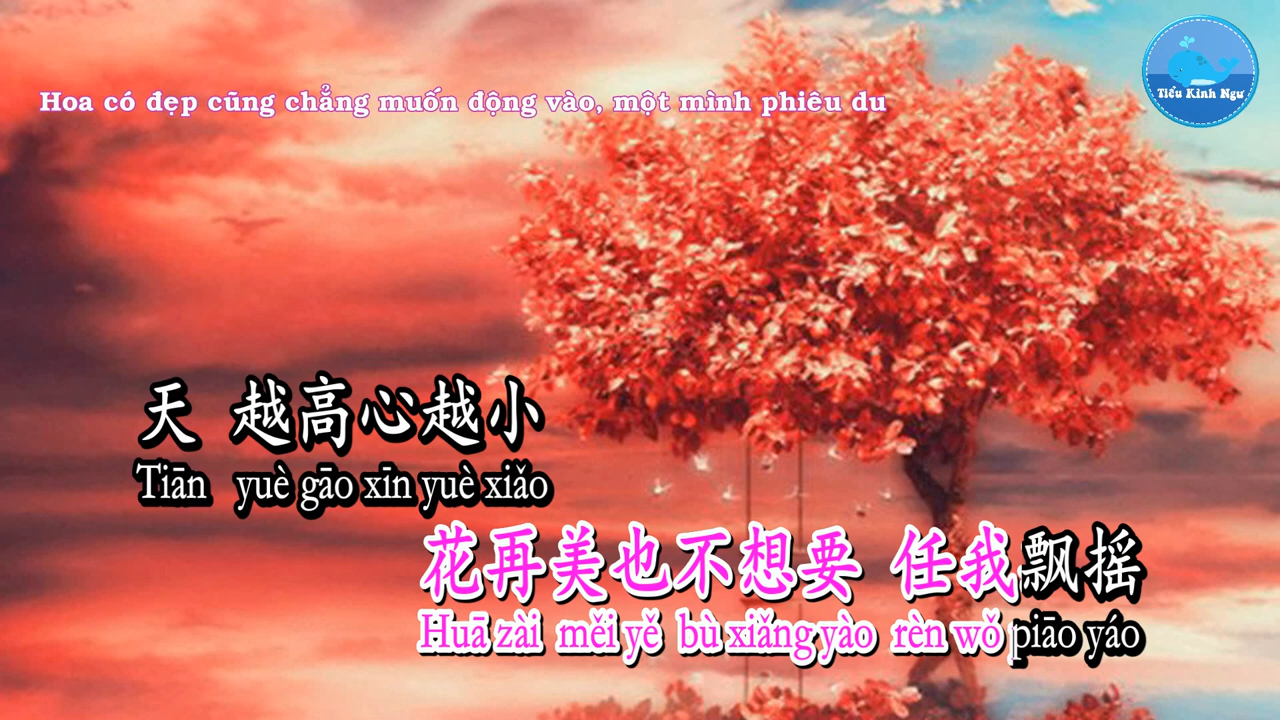 Hoa có đẹp cũng chẳng muốn động vào, một mình phiêu du
Tiểu Kình Ngư
天 越高心越小
Tiān yuè gāo xīn yuè xiǎo
花再美也不想要 任我飘摇
Huā zài měi yě bù xiǎng yào rèn wǒ piāo yáo